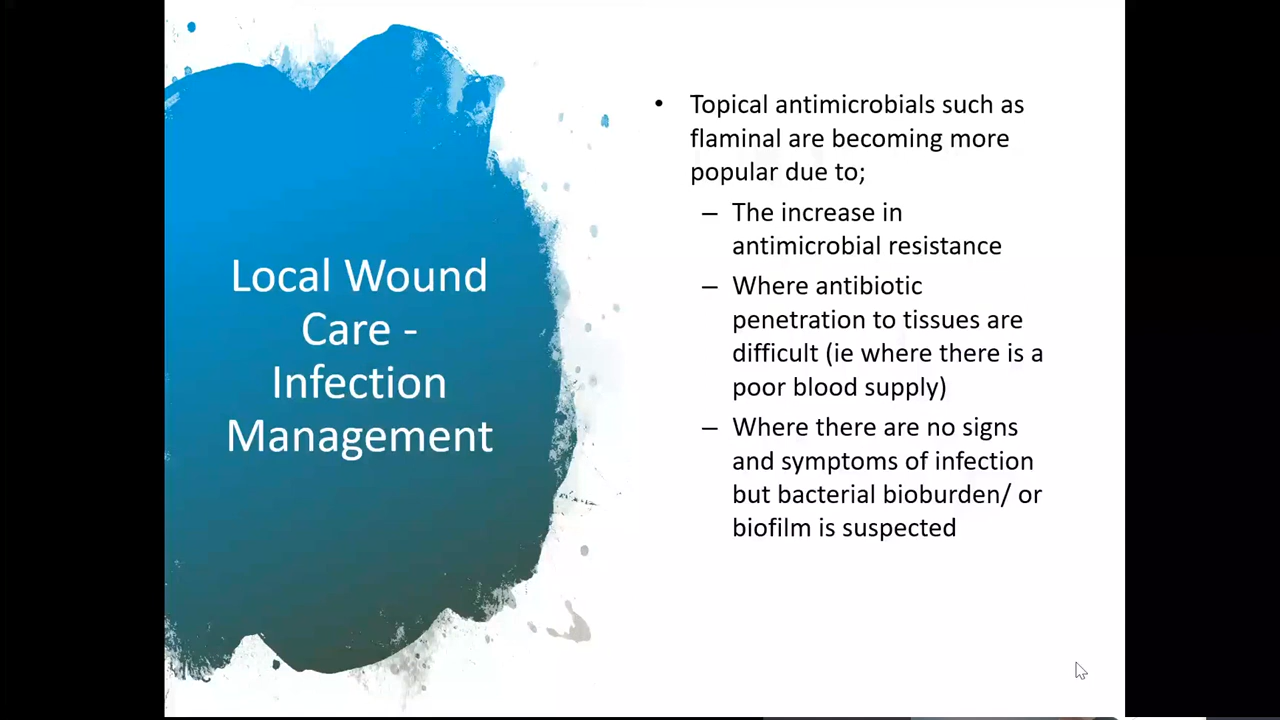 Local Wound
Care -
Infection
Management
• Topical antimicrobials such as
flaminal are becoming more
popular due to;
– The increase in
antimicrobial resistance
– Where antibiotic
penetration to tissues are
difficult (ie where there is a
poor blood supply)
– Where there are no signs
and symptoms of infection
but bacterial bioburden/ or
biofilm is suspected